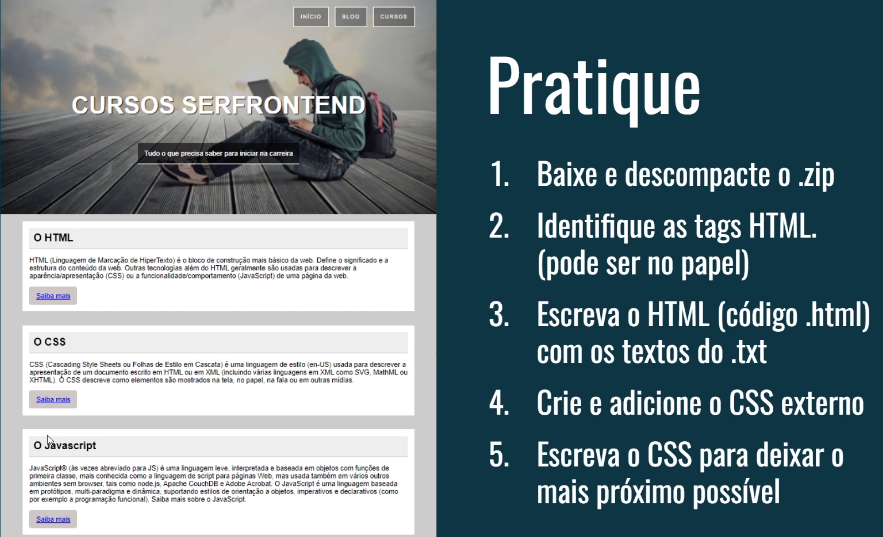 INÍCIO BLOG CURSOS
CURSOS SERFRONTEND
Tudo o que precisa saber para iniciar na carreira
O HTML
HTML (Linguagem de Marcação de HiperTexto) é o bloco de construção mais básico da web. Define o significado e a
estrutura do conteúdo da web. Outras tecnologias além do HTML geralmente são usadas para descrever a
aparência/apresentação (CSS) ou a funcionalidade/comportamento (JavaScript) de uma página da web.
Saiba mais
O CSS
CSS (Cascading Style Sheets ou Folhas de Estilo em Cascata) é uma linguagem de estilo (en-US) usada para descrever a
apresentação de um documento escrito em HTML ou em XML (incluindo várias linguagens em XML como SVG, MathML ou
XHTML). O CSS descreve como elementos são mostrados na tela, no papel, na fala ou em outras mídias.
Saiba mais
O Javascript
JavaScript® (às vezes abreviado para JS) é uma linguagem leve, interpretada e baseada em objetos com funções de
primeira classe, mais conhecida como a linguagem de script para páginas Web, mas usada também em vários outros
ambientes sem browser, tais como node.js, Apache CouchDB e Adobe Acrobat. O JavaScript é uma linguagem baseada
em protótipos, multi-paradigma e dinâmica, suportando estilos de orientação a objetos, imperativos e declarativos (como
por exemplo a programação funcional). Saiba mais sobre o JavaScript.
Saiba mais
Pratique
1. Baixe e descompacte o .zip
2. Identifique as tags HTML.
(pode ser no papel)
3. Escreva o HTML (código .html)
com os textos do .txt
4. Crie e adicione o CSS externo
5. Escreva o CSS para deixar o
mais próximo possível